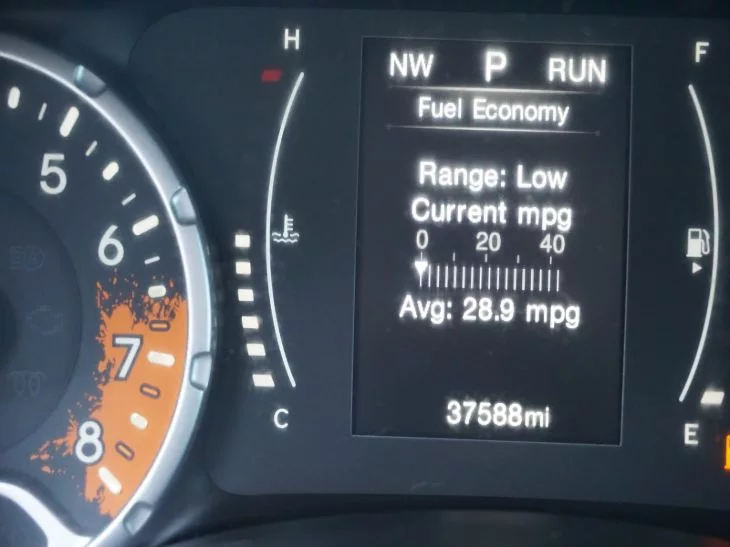 H
F
NW P RUN
Fuel Economy
5
Range: Low
Current mpg
6
0 20 40
Avg: 28.9 mpg
7
37588mi
8
C
E